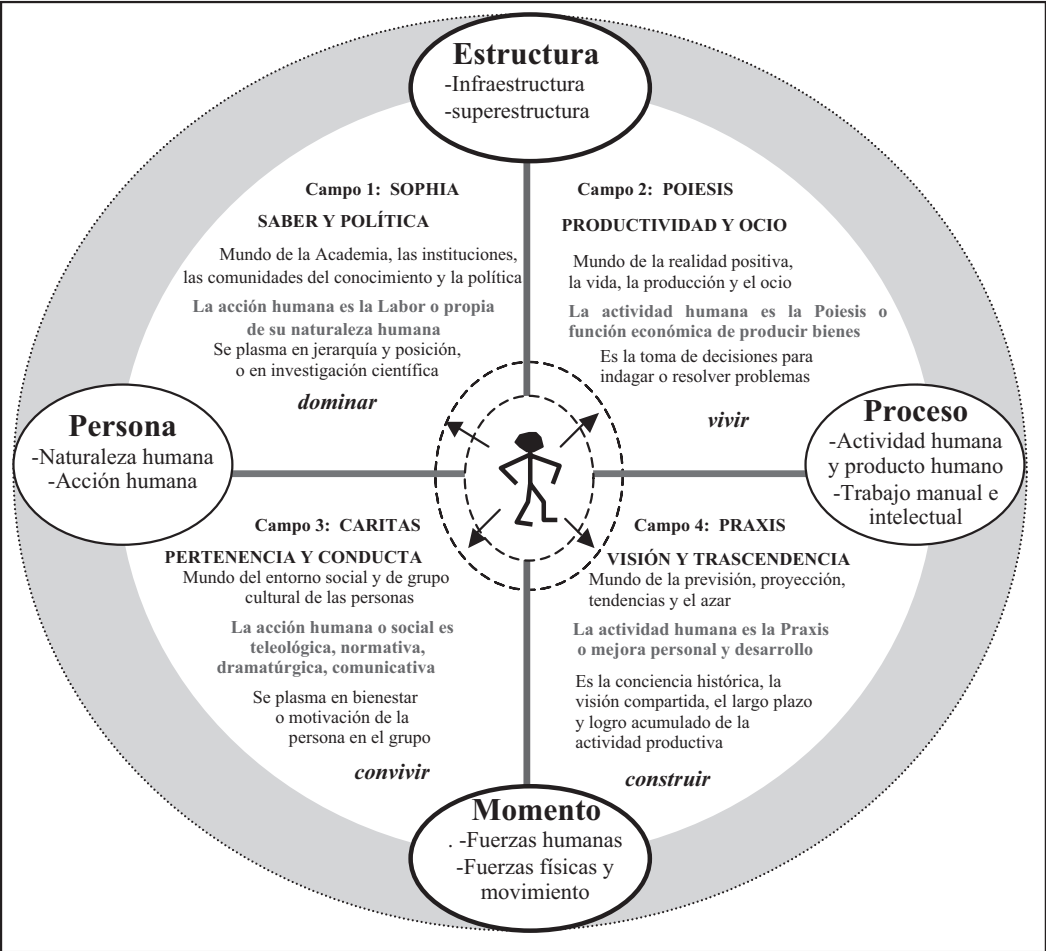 Estructura
-Infraestructura
-superestructura
Campo 1: SOPHIA
SABER Y POLÍTICA
Mundo de la Academia, las instituciones,
las comunidades del conocimiento y la política
La acción humana es la Labor o propia
de su naturaleza humana
Se plasma en jerarquía y posición,
o en investigación científica
dominar
Campo 2: POIESIS
PRODUCTIVIDAD Y OCIO
Mundo de la realidad positiva,
la vida, la producción y el ocio
La actividad humana es la Poiesis o
función económica de producir bienes
Es la toma de decisiones para
indagar o resolver problemas
vivir
Persona
-Naturaleza humana
-Acción humana
Proceso
-Actividad humana
y producto humano
-Trabajo manual e
intelectual
Campo 3: CARITAS
PERTENENCIA Y CONDUCTA
Mundo del entorno social y de grupo
cultural de las personas
La acción humana o social es
teleológica, normativa,
dramatúrgica, comunicativa
Se plasma en bienestar
o motivación de la
persona en el grupo
convivir
Campo 4: PRAXIS
VISIÓN Y TRASCENDENCIA
Mundo de la previsión, proyección,
tendencias y el azar
La actividad humana es la Praxis
o mejora personal y desarrollo
Es la conciencia histórica, la
visión compartida, el largo plazo
y logro acumulado de la
actividad productiva
construir
Momento
. -Fuerzas humanas
-Fuerzas físicas y
movimiento